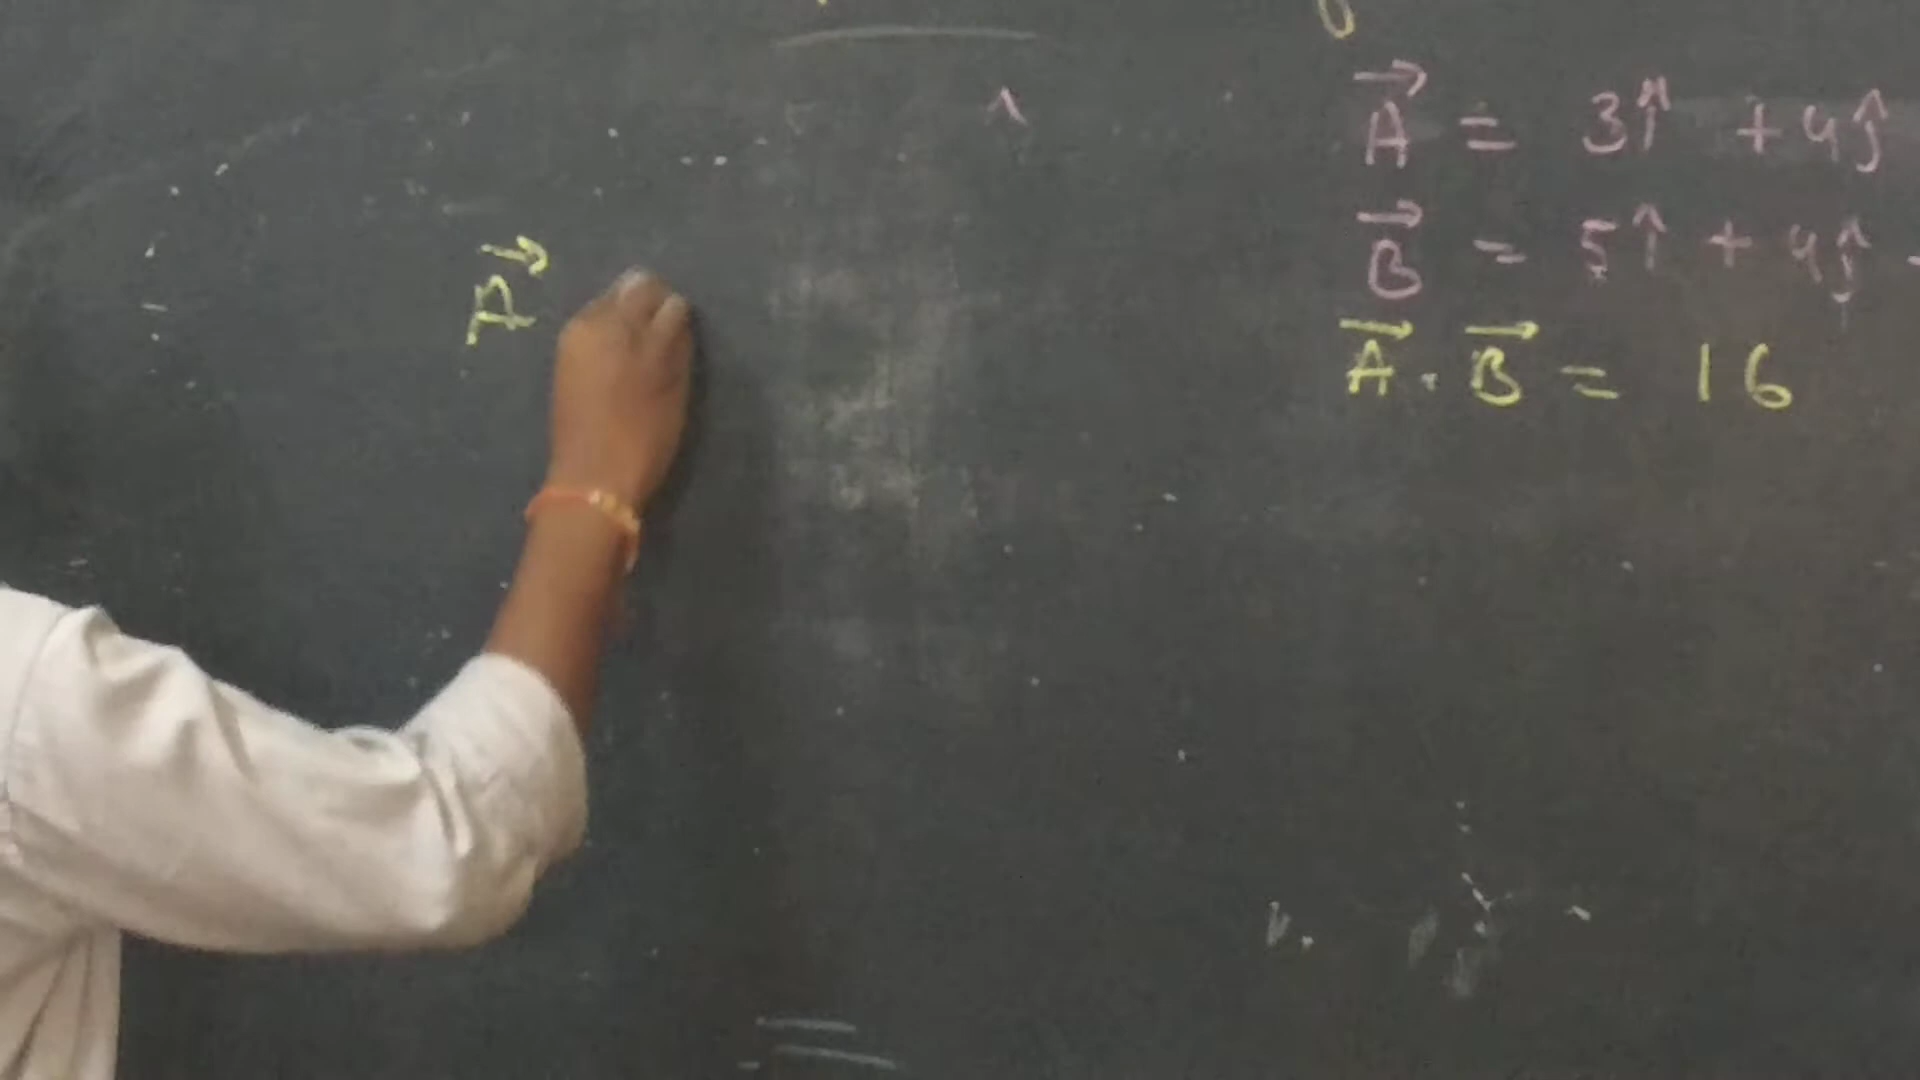 A⃗
A⃗ = 3î + 4ĵ
B⃗ = 5î + 4ĵ -
A⃗ . B⃗ = 16